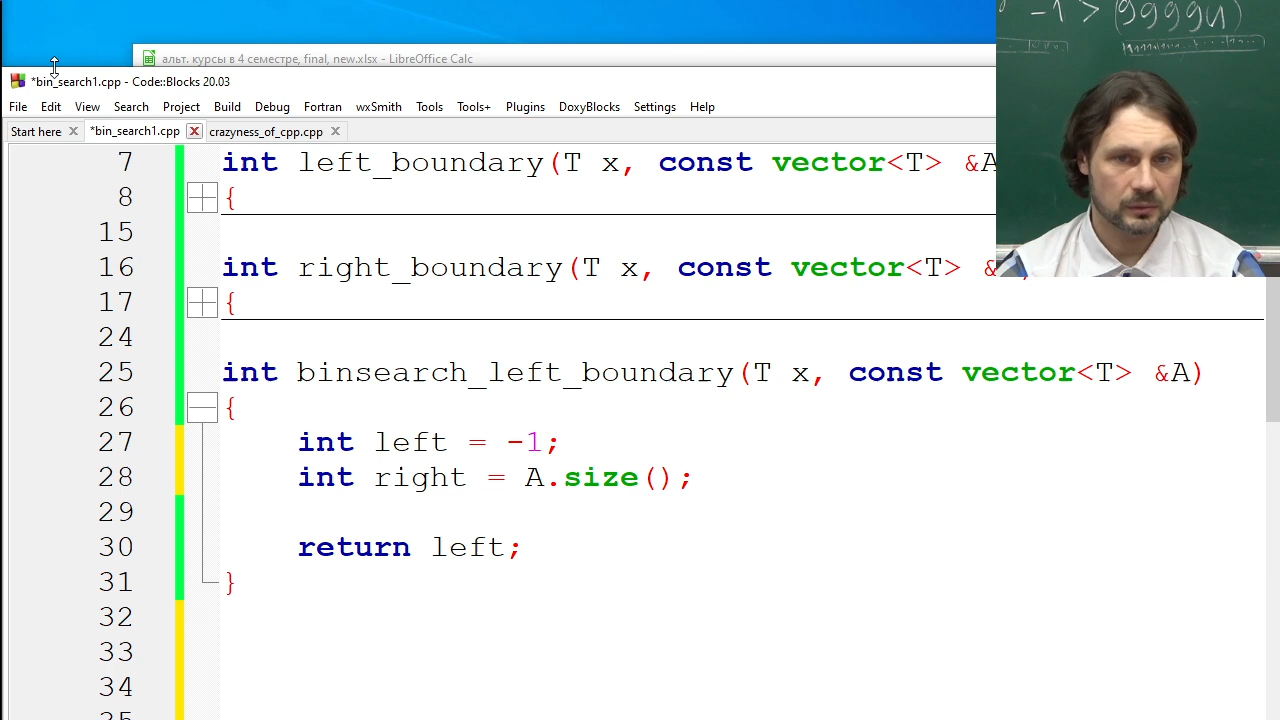 -1 > (9999L)
альт. курсы в 4 семестре, final, new.xlsx - LibreOffice Calc
*bin_search1.cpp - Code::Blocks 20.03
File Edit View Search Project Build Debug Fortran wxSmith Tools Tools+ Plugins DoxyBlocks Settings Help
Start here *bin_search1.cpp crazyness_of_cpp.cpp
7 int left_boundary(T x, const vector<T> &A
8 {
15
16 int right_boundary(T x, const vector<T> &
17 {
24
25 int binsearch_left_boundary(T x, const vector<T> &A)
26 {
27 int left = -1;
28 int right = A.size();
29
30 return left;
31 }
32
33
34